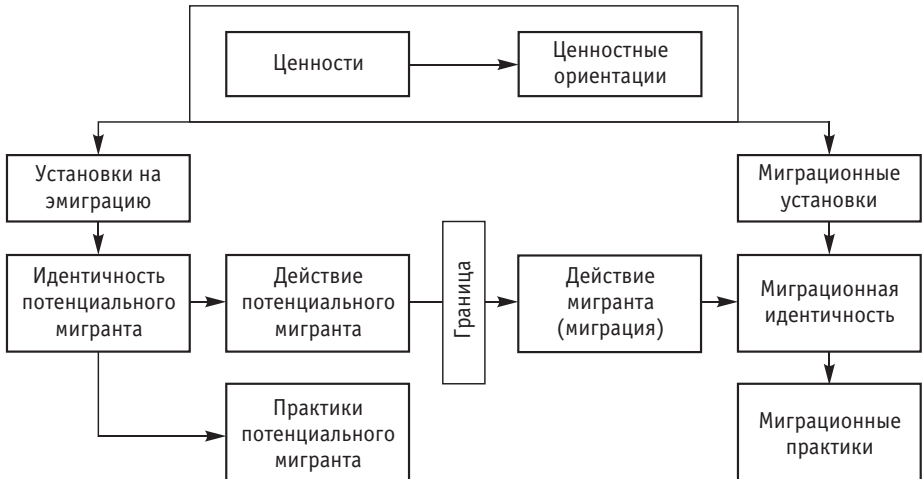 Ценности
Ценностные
ориентации
Установки на
эмиграцию
Миграционные
установки
Идентичность
потенциального
мигранта
Действие
потенциального
мигранта
Граница
Действие
мигранта
(миграция)
Миграционная
идентичность
Практики
потенциального
мигранта
Миграционные
практики